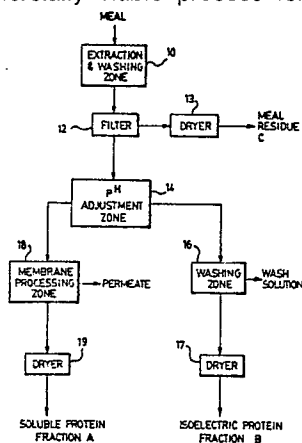 MEAL
EXTRACTION
& WASHING
ZONE
10
12
FILTER
13
DRYER
MEAL
RESIDUE
C
PH
ADJUSTMENT
ZONE
14
18
MEMBRANE
PROCESSING
ZONE
PERMEATE
16
WASHING
ZONE
WASH
SOLUTION
19
DRYER
17
DRYER
SOLUBLE PROTEIN
FRACTION A
ISOELECTRIC PROTEIN
FRACTION B